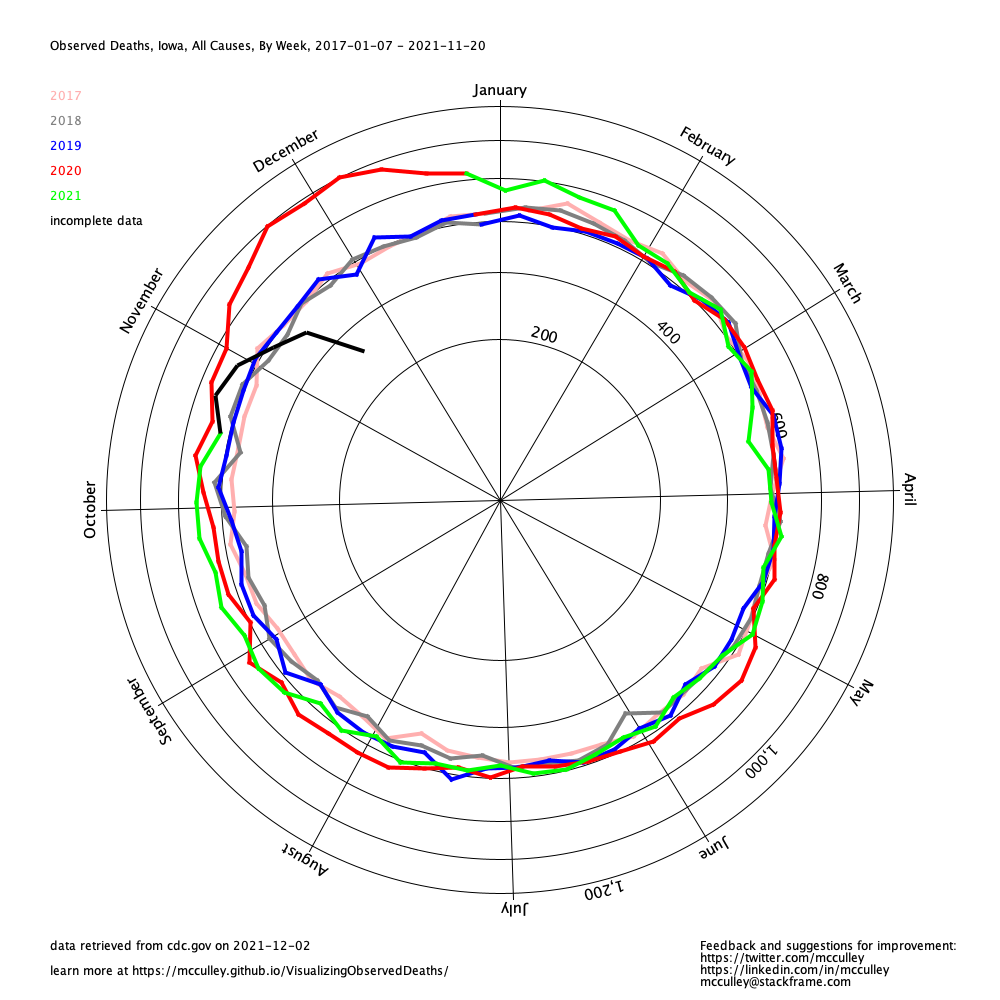 Observed Deaths, Iowa, All Causes, By Week, 2017-01-07 - 2021-11-20
January
2017
2018
2019
2020
2021
incomplete data
December
February
November
March
200
400
600
October
April
800
September
May
1,000
August
June
1,200
July
data retrieved from cdc.gov on 2021-12-02
learn more at https://mcculley.github.io/VisualizingObservedDeaths/
Feedback and suggestions for improvement:
https://twitter.com/mcculley
https://linkedin.com/in/mcculley
mcculley@stackframe.com